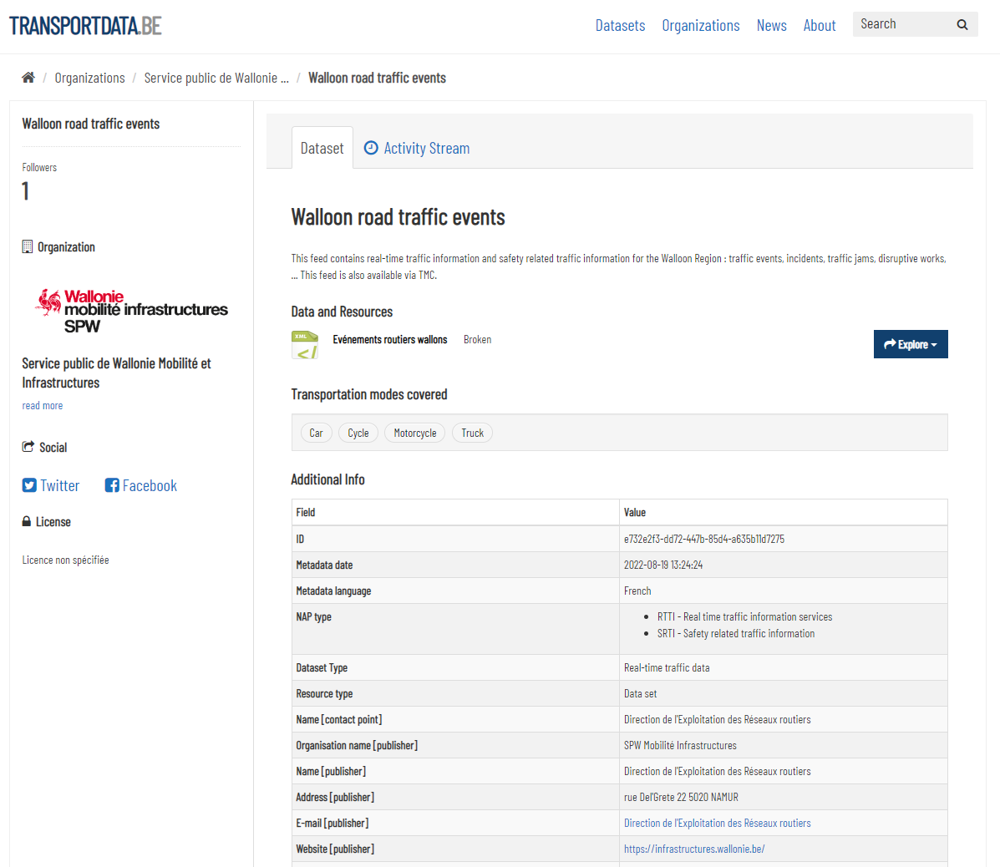 TRANSPORTDATA.BE
Datasets Organizations News About Search
Organizations / Service public de Wallonie ... / Walloon road traffic events
Walloon road traffic events
Followers
1
Organization
Wallonie
mobilité infrastructures
SPW
Service public de Wallonie Mobilité et
Infrastructures
read more
Social
Twitter Facebook
License
Licence non spécifiée
Dataset Activity Stream
Walloon road traffic events
This feed contains real-time traffic information and safety related traffic information for the Walloon Region : traffic events, incidents, traffic jams, disruptive works,
... This feed is also available via TMC.
Data and Resources
XML Evénements routiers wallons Broken Explore
Transportation modes covered
Car Cycle Motorcycle Truck
Additional Info
Field Value
ID e732e2f3-dd72-447b-85d4-a635b11d7275
Metadata date 2022-08-19 13:24:24
Metadata language French
NAP type RTTI - Real time traffic information services
SRTI - Safety related traffic information
Dataset Type Real-time traffic data
Resource type Data set
Name [contact point] Direction de l'Exploitation des Réseaux routiers
Organisation name [publisher] SPW Mobilité Infrastructures
Name [publisher] Direction de l'Exploitation des Réseaux routiers
Address [publisher] rue Del'Grete 22 5020 NAMUR
E-mail [publisher] Direction de l'Exploitation des Réseaux routiers
Website [publisher] https://infrastructures.wallonie.be/